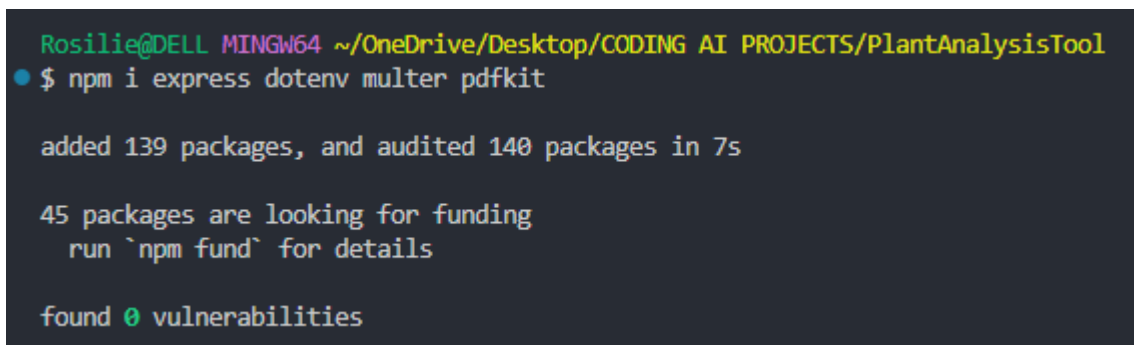 Rosilie@DELL MINGW64 ~/OneDrive/Desktop/CODING AI PROJECTS/PlantAnalysisTool
$ npm i express dotenv multer pdfkit
added 139 packages, and audited 140 packages in 7s
45 packages are looking for funding
run `npm fund` for details
found 0 vulnerabilities